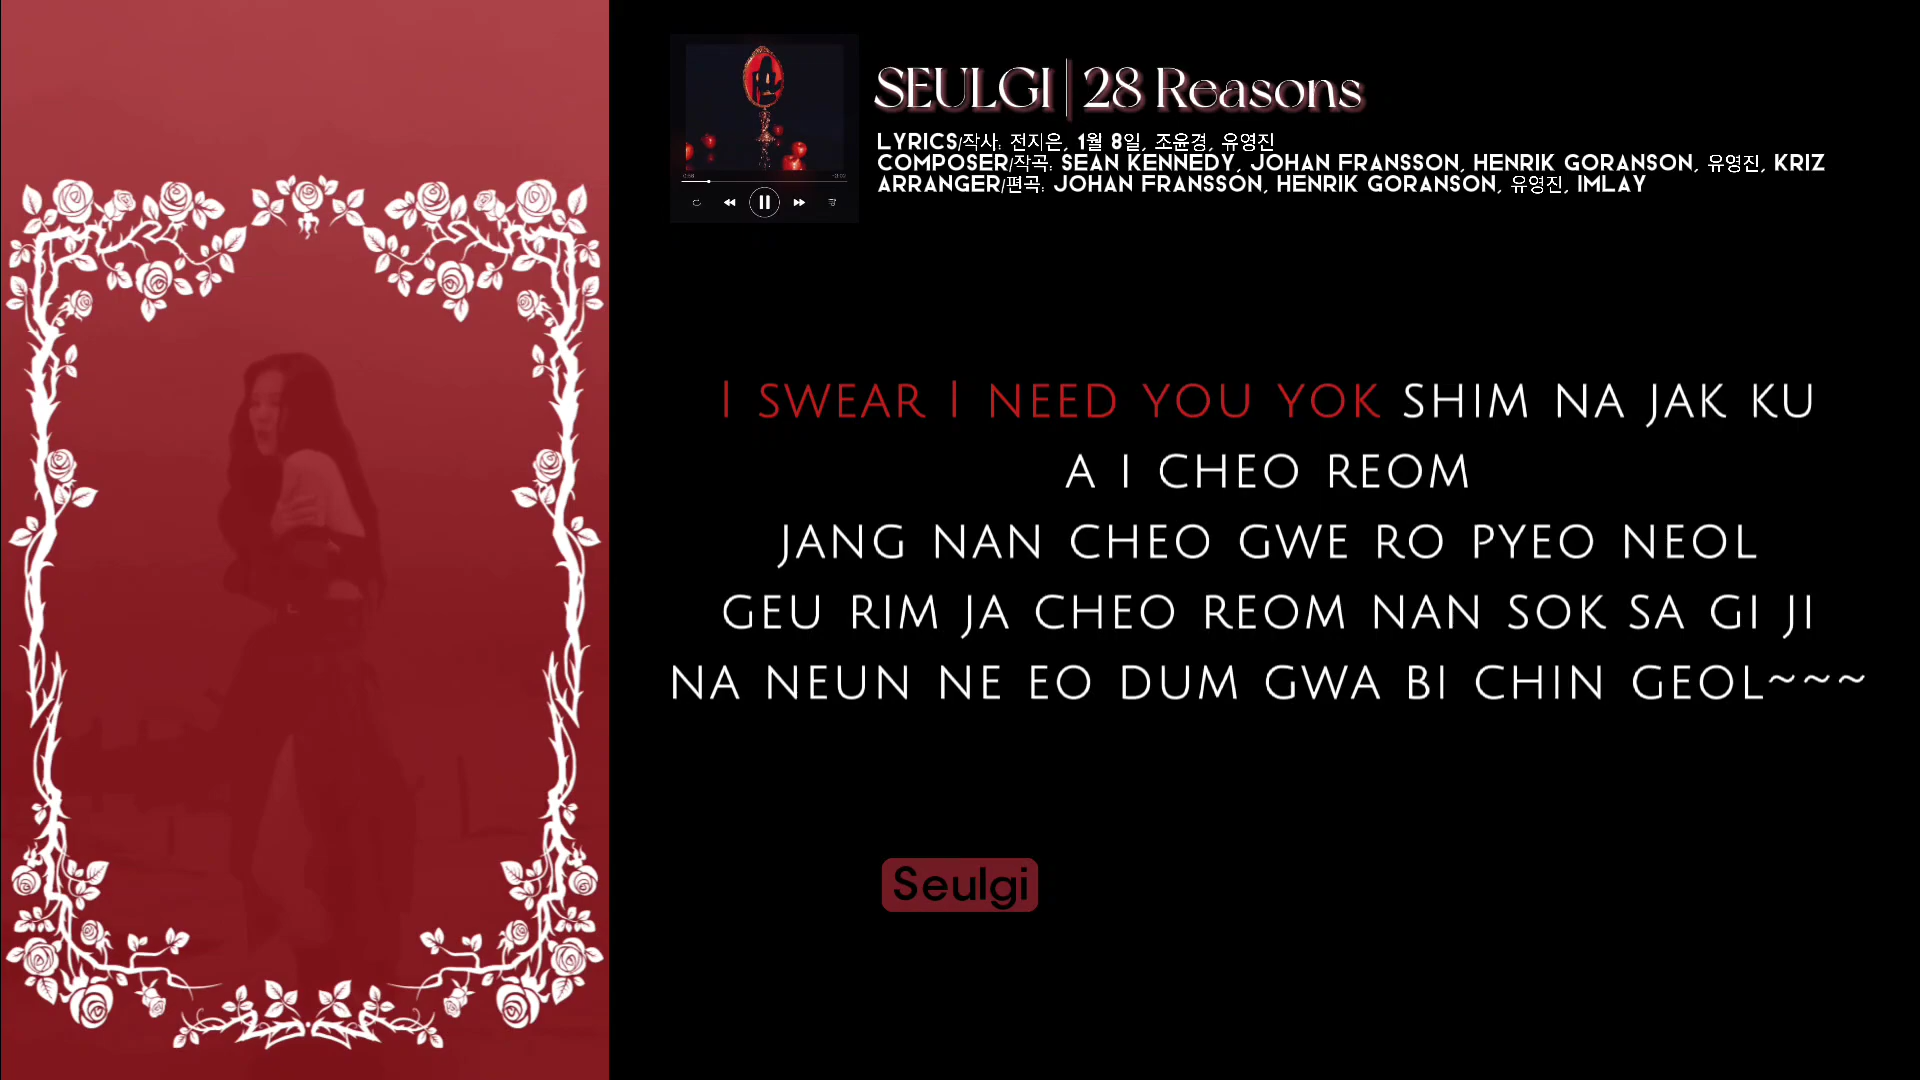 SEULGI | 28 Reasons
LYRICS/작사: 전지은, 1월 8일, 조윤경, 유영진
COMPOSER/작곡: SEAN KENNEDY, JOHAN FRANSSON, HENRIK GORANSON, 유영진, KRIZ
ARRANGER/편곡: JOHAN FRANSSON, HENRIK GORANSON, 유영진, IMLAY
I SWEAR I NEED YOU YOK SHIM NA JAK KU
A I CHEO REOM
JANG NAN CHEO GWE RO PYEO NEOL
GEU RIM JA CHEO REOM NAN SOK SA GI JI
NA NEUN NE EO DUM GWA BI CHIN GEOL~~~
Seulgi